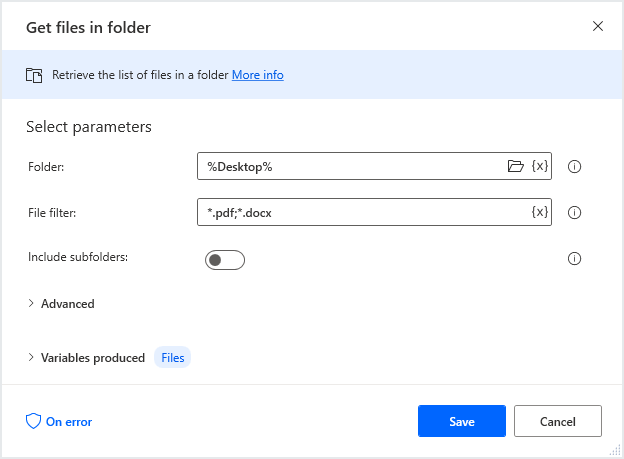 Get files in folder
Retrieve the list of files in a folder More info
Select parameters
Folder: %Desktop% {x}
File filter: *.pdf;*.docx {x}
Include subfolders:
Advanced
Variables produced Files
On error Save Cancel